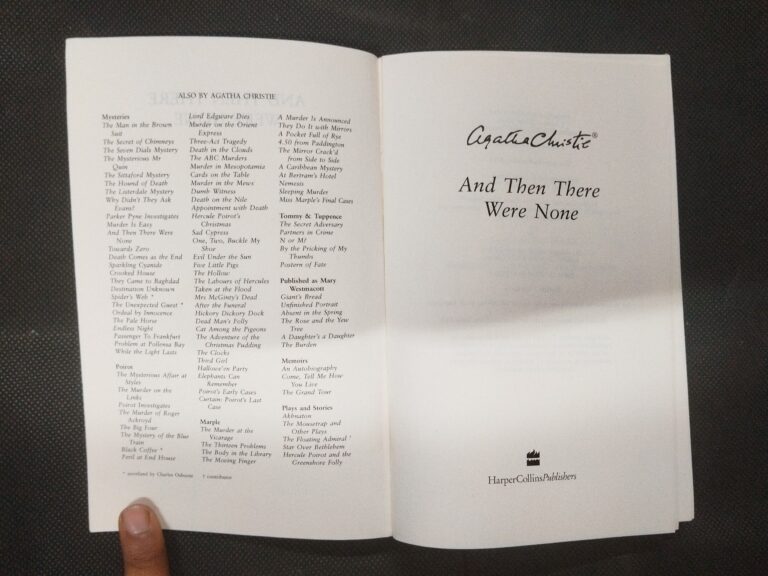 ALSO BY AGATHA CHRISTIE
Mysteries
The Man in the Brown
Suit
The Secret of Chimneys
The Seven Dials Mystery
The Mysterious Mr
Quin
The Sittaford Mystery
The Hound of Death
The Listerdale Mystery
Why Didn't They Ask
Evans?
Parker Pyne Investigates
Murder Is Easy
And Then There Were
None
Towards Zero
Death Comes as the End
Sparkling Cyanide
Crooked House
They Came to Baghdad
Destination Unknown
Spider's Web *
The Unexpected Guest *
Ordeal by Innocence
The Pale Horse
Endless Night
Passenger To Frankfurt
Problem at Pollensa Bay
While the Light Lasts
Poirot
The Mysterious Affair at
Styles
The Murder on the
Links
Poirot Investigates
The Murder of Roger
Ackroyd
The Big Four
The Mystery of the Blue
Train
Black Coffee *
Peril at End House
Lord Edgware Dies
Murder on the Orient
Express
Three-Act Tragedy
Death in the Clouds
The ABC Murders
Murder in Mesopotamia
Cards on the Table
Murder in the Mews
Dumb Witness
Death on the Nile
Appointment with Death
Hercule Poirot's
Christmas
Sad Cypress
One, Two, Buckle My
Shoe
Evil Under the Sun
Five Little Pigs
The Hollow
The Labours of Hercules
Taken at the Flood
Mrs McGinty's Dead
After the Funeral
Hickory Dickory Dock
Dead Man's Folly
Cat Among the Pigeons
The Adventure of the
Christmas Pudding
The Clocks
Third Girl
Hallowe'en Party
Elephants Can
Remember
Poirot's Early Cases
Curtain: Poirot's Last
Case
Marple
The Murder at the
Vicarage
The Thirteen Problems
The Body in the Library
The Moving Finger
A Murder Is Announced
They Do It with Mirrors
A Pocket Full of Rye
4.50 from Paddington
The Mirror Crack'd
from Side to Side
A Caribbean Mystery
At Bertram's Hotel
Nemesis
Sleeping Murder
Miss Marple's Final Cases
Tommy & Tuppence
The Secret Adversary
Partners in Crime
N or M?
By the Pricking of My
Thumbs
Postern of Fate
Published as Mary
Westmacott
Giant's Bread
Unfinished Portrait
Absent in the Spring
The Rose and the Yew
Tree
A Daughter's a Daughter
The Burden
Memoirs
An Autobiography
Come, Tell Me How
You Live
The Grand Tour
Plays and Stories
Akhnaton
The Mousetrap and
Other Plays
The Floating Admiral †
Star Over Bethlehem
Hercule Poirot and the
Greenshore Folly
* novelized by Charles Osborne † contributor
Agatha Christie®
And Then There
Were None
HarperCollinsPublishers